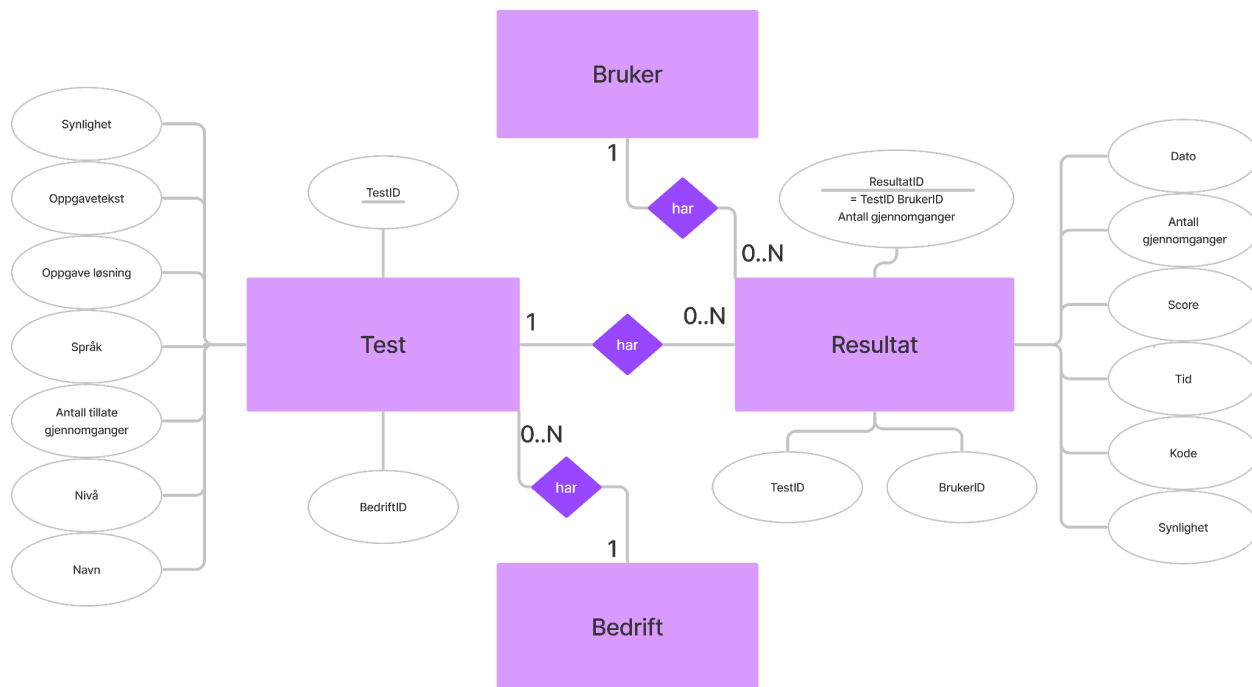 Bruker
Synlighet
Oppgavetekst
Oppgave løsning
Språk
Antall tillate
gjennomganger
Nivå
Navn
TestID
1
har
0..N
ResultatID
= TestID BrukerID
Antall gjennomganger
Dato
Antall
gjennomganger
Score
Tid
Kode
Synlighet
Test
1
har
0..N
Resultat
0..N
har
1
BedriftID
TestID
BrukerID
Bedrift